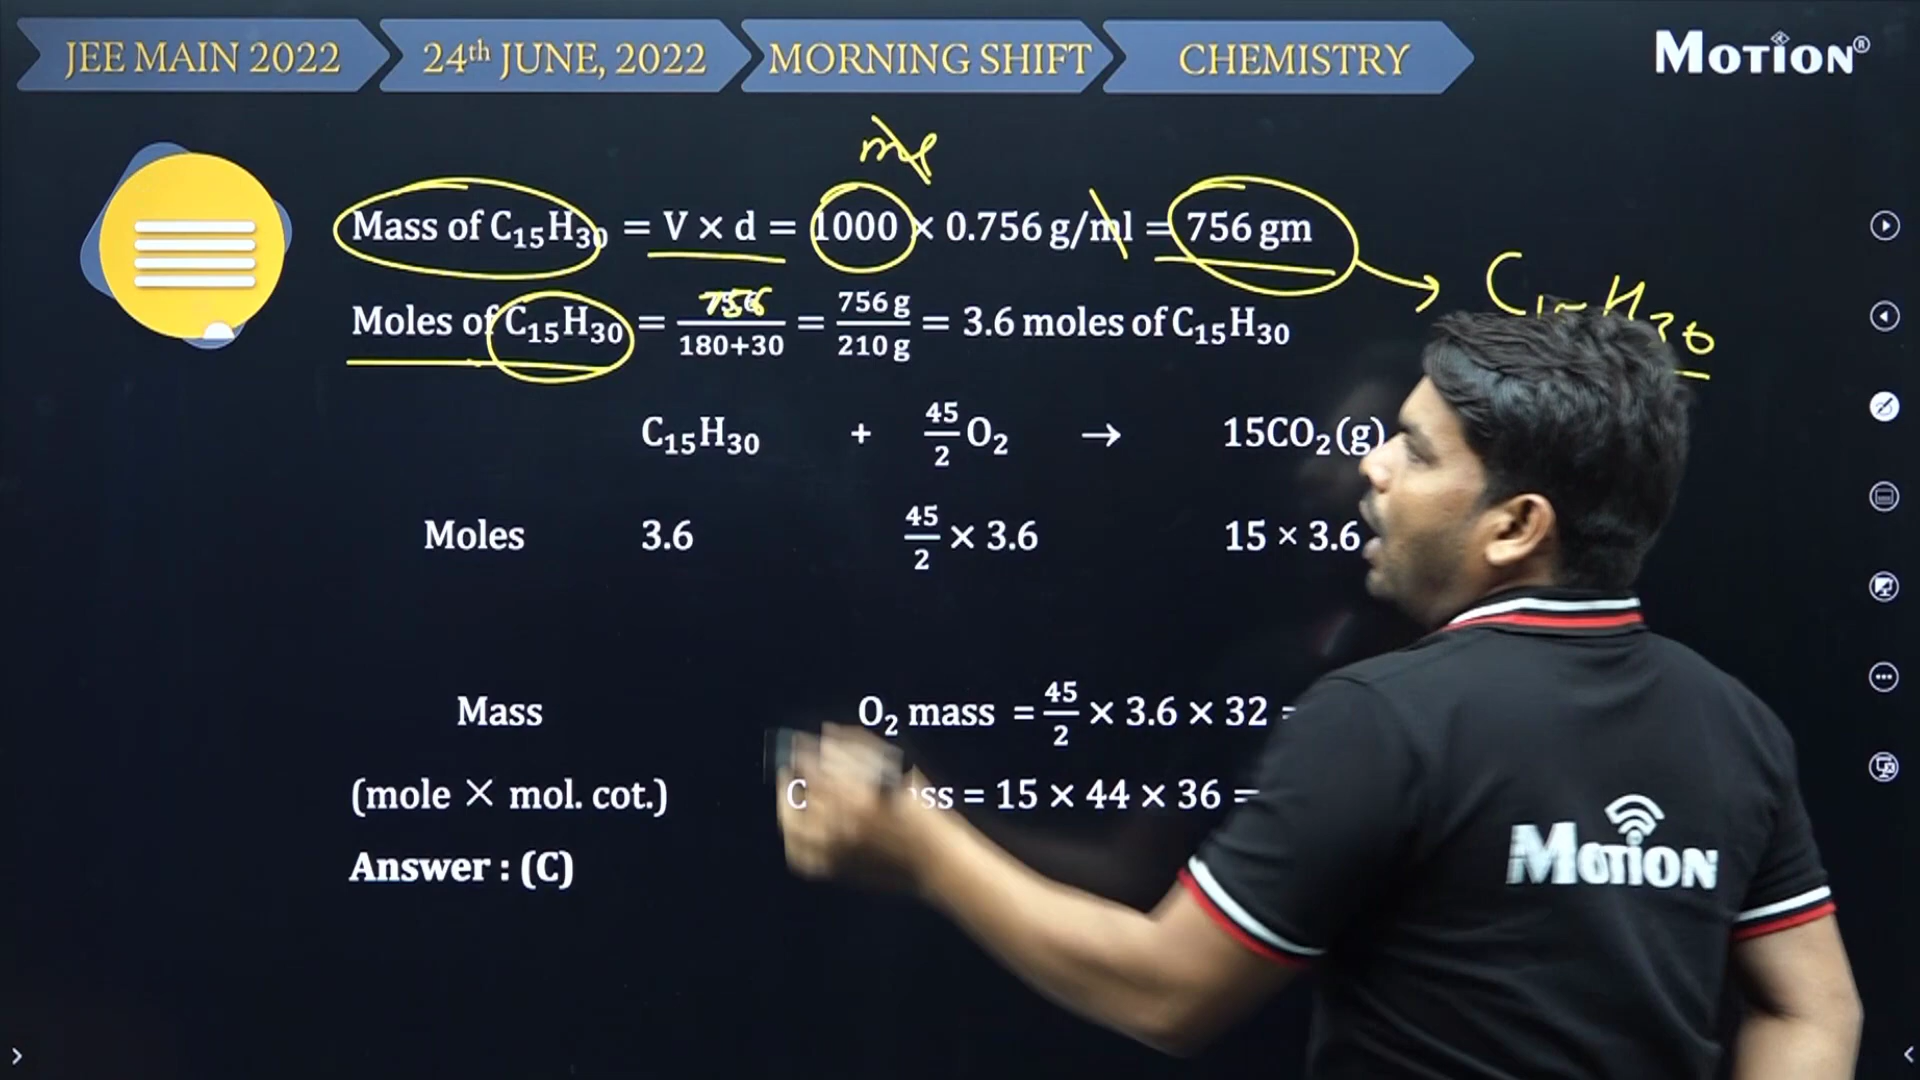 JEE MAIN 2022 24th JUNE, 2022 MORNING SHIFT CHEMISTRY MOTION®
ml
Mass of C₁₅H₃₀ = V × d = 1000 × 0.756 g/ml = 756 gm
Moles of C₁₅H₃₀ = 756/180+30 = 756 g/210 g = 3.6 moles of C₁₅H₃₀
C₁₅H₃₀ + 45/2 O₂ → 15CO₂(g)
Moles 3.6 45/2 × 3.6 15 × 3.6
Mass O₂ mass = 45/2 × 3.6 × 32 =
(mole × mol. cot.) = 15 × 44 × 36 =
Answer : (C)
MOTION